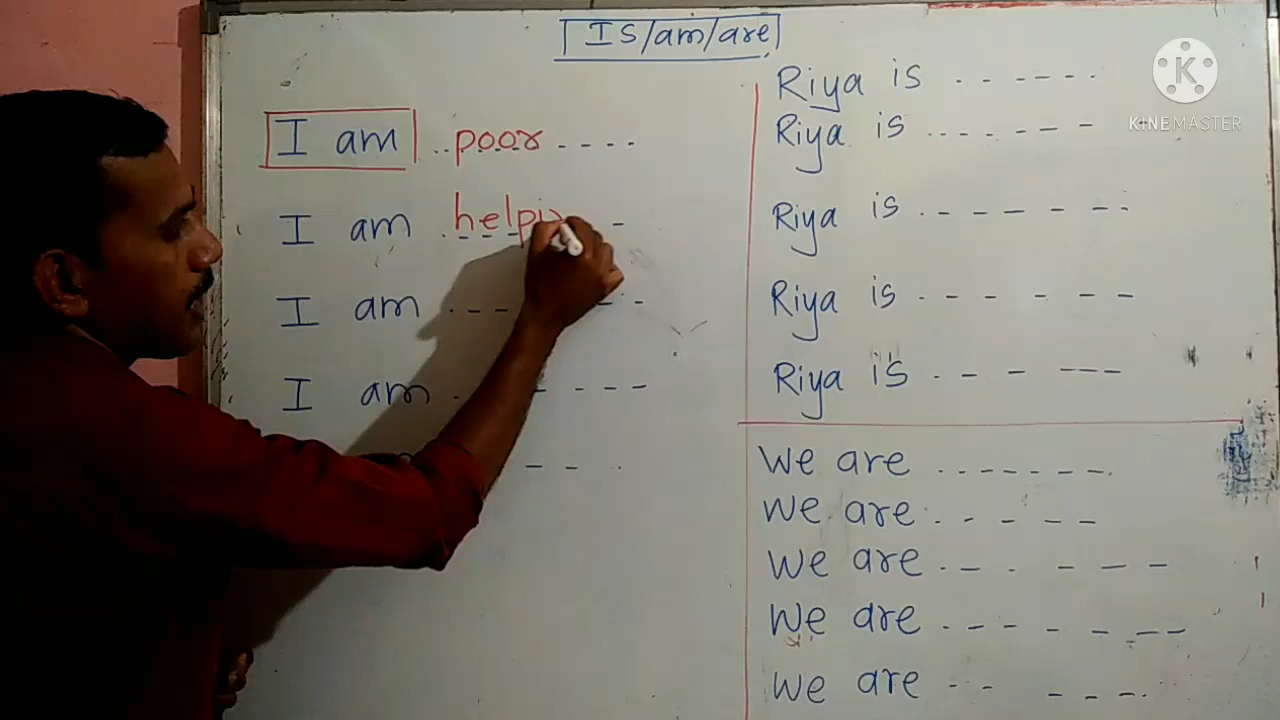 Is/am/are
I am ..poor....
I am helpi
I am
I am
Riya is
Riya is
Riya is
Riya is
Riya is
we are
we are
we are
we are
we are
KINEMASTER